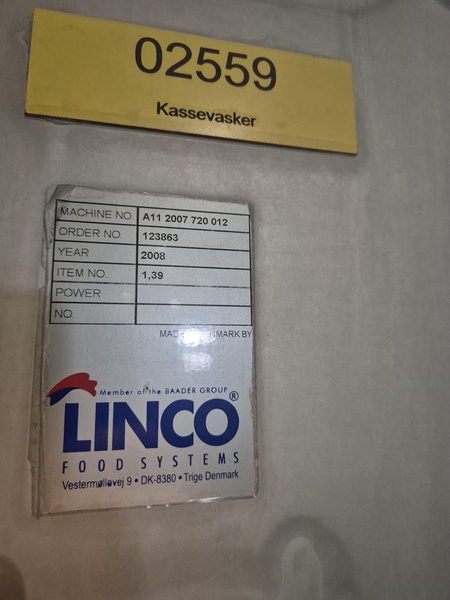 02559
Kassevasker
MACHINE NO A11 2007 720 012
ORDER NO. 123863
YEAR 2008
ITEM NO. 1,39
POWER
NO
MADE DENMARK BY
Member of the BAADER GROUP
LINCO®
FOOD SYSTEMS
Vestermøllevej 9 • DK-8380 • Trige Denmark